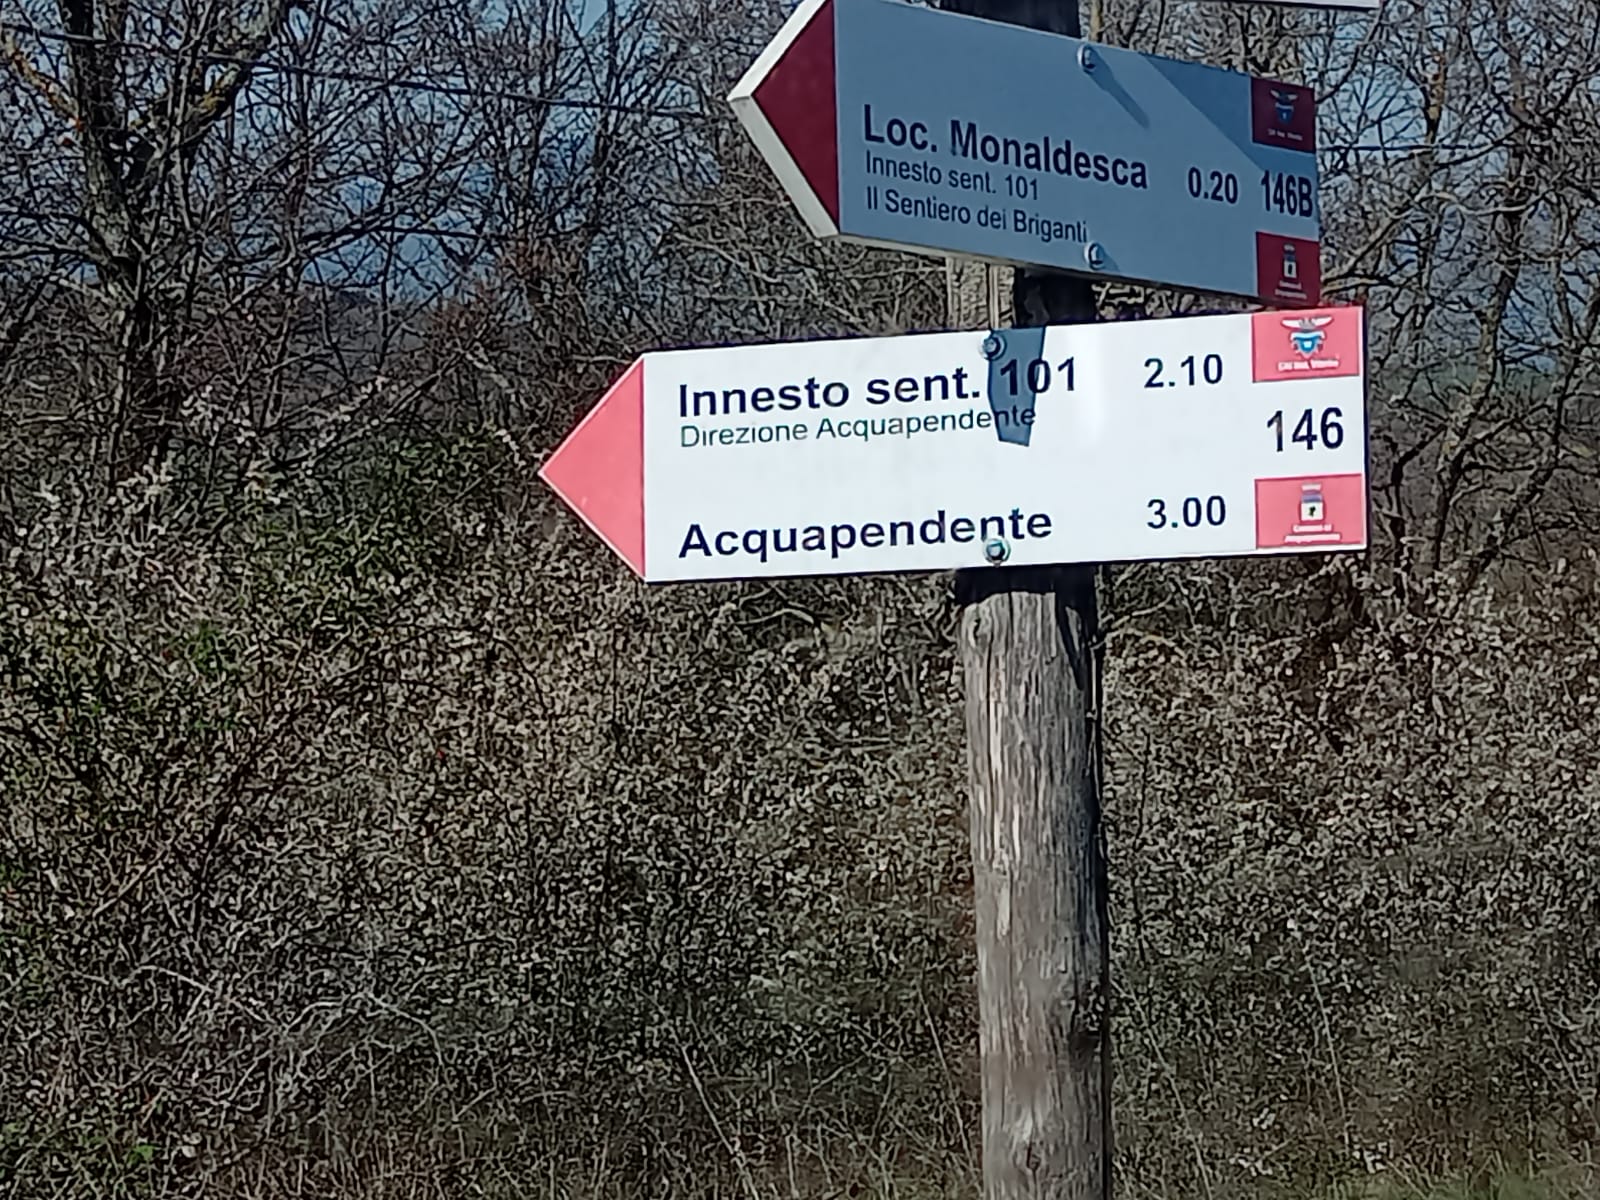 Loc. Monaldesca 0.20 146B
Innesto sent. 101
Il Sentiero dei Briganti
Innesto sent. 101 2.10
Direzione Acquapendente
146
Acquapendente 3.00